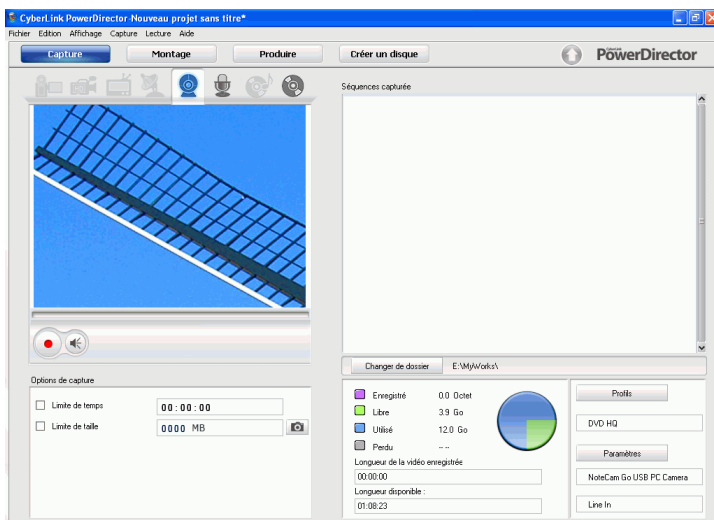 CyberLink PowerDirector-Nouveau projet sans titre*
Fichier Edition Affichage Capture Lecture Aide
Capture Montage Produire Créer un disque PowerDirector
Séquences capturée
Changer de dossier E:\MyWorks\
Options de capture
Limite de temps 00:00:00
Limite de taille 0000 MB
Enregistré 0.0 Octet
Libre 3.9 Go
Utilisé 12.0 Go
Perdu -- --
Longueur de la vidéo enregistrée
00:00:00
Longueur disponible :
01:08:23
Profils
DVD HQ
Paramètres
NoteCam Go USB PC Camera
Line In